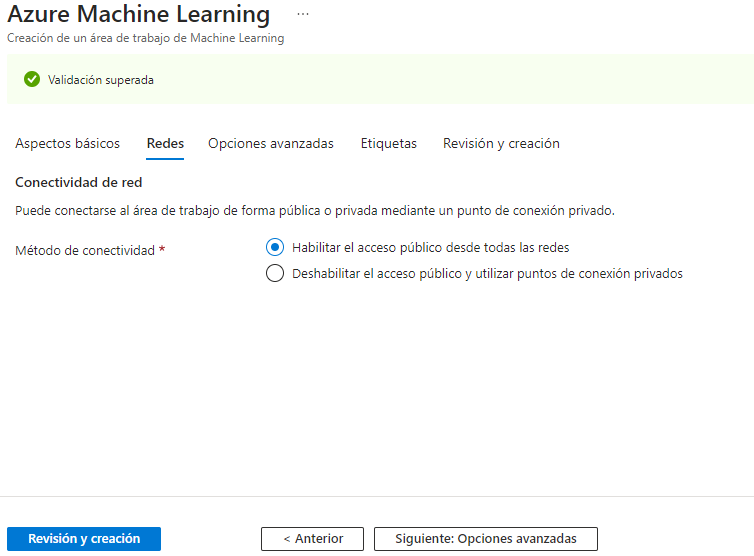 Azure Machine Learning ...
Creación de un área de trabajo de Machine Learning
Validación superada
Aspectos básicos Redes Opciones avanzadas Etiquetas Revisión y creación
Conectividad de red
Puede conectarse al área de trabajo de forma pública o privada mediante un punto de conexión privado.
Método de conectividad * Habilitar el acceso público desde todas las redes
Deshabilitar el acceso público y utilizar puntos de conexión privados
Revisión y creación < Anterior Siguiente: Opciones avanzadas